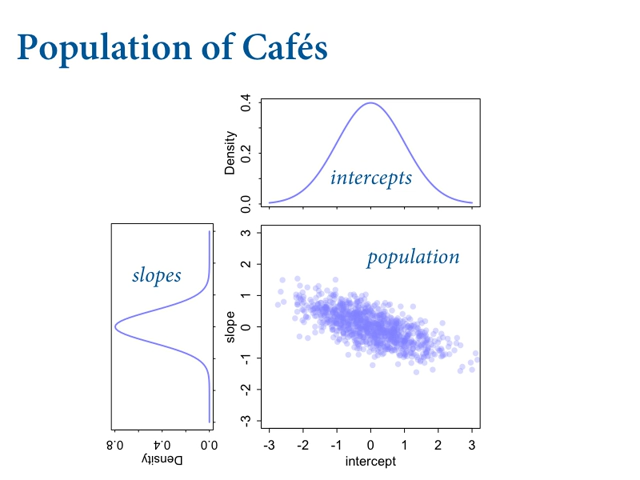 Population of Cafés
0.0 0.2 0.4
Density
intercepts
slopes
0.8 0.4 0.0
Density
population
3
2
1
0
-1
-2
-3
slope
-3 -2 -1 0 1 2 3
intercept